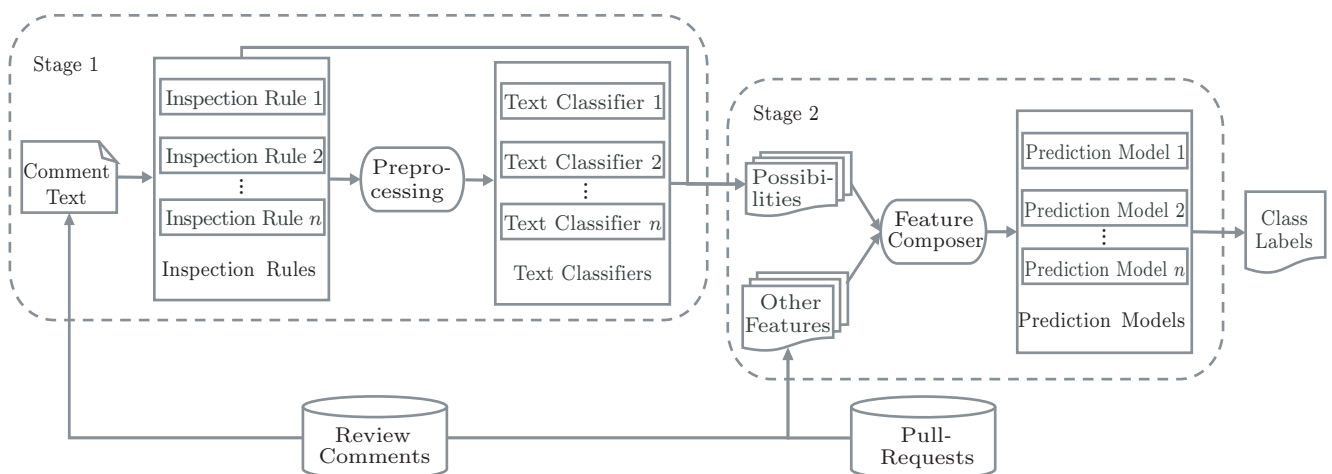 Stage 1
Comment
Text
Inspection Rule 1
Inspection Rule 2
⋮
Inspection Rule n
Inspection Rules
Prepro-
cessing
Text Classifier 1
Text Classifier 2
⋮
Text Classifier n
Text Classifiers
Stage 2
Possibi-
lities
Other
Features
Feature
Composer
Prediction Model 1
Prediction Model 2
⋮
Prediction Model n
Prediction Models
Class
Labels
Review
Comments
Pull-
Requests